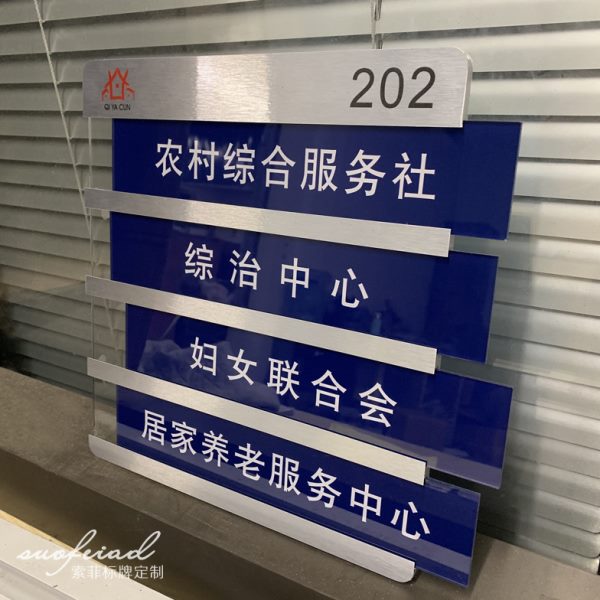 QI YA CUN
202
农村综合服务社
综治中心
妇女联合会
居家养老服务中心
suofeiad
索菲标牌定制